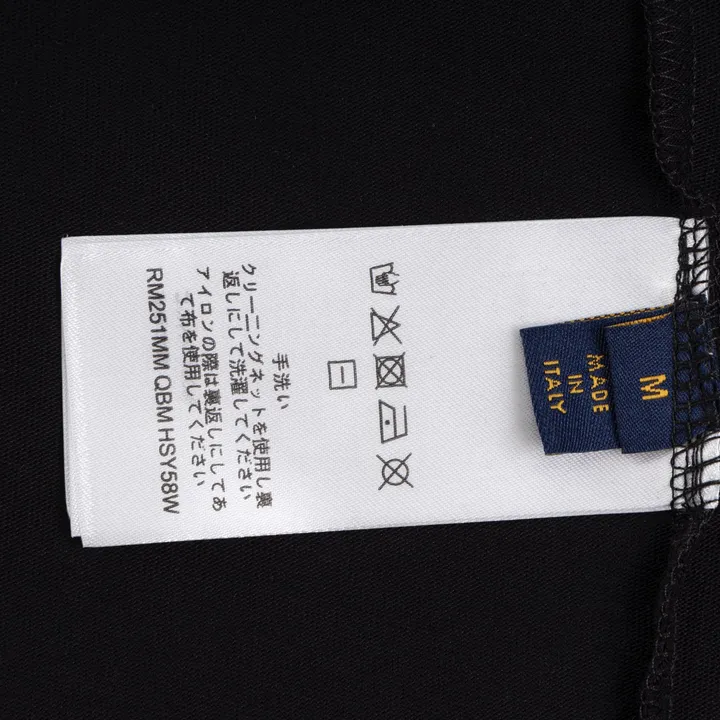 手洗い
クリーニングネットを使用し裏
返しにして洗濯してください
アイロンの際は裏返しにしてあ
て布を使用してください
RM251MM QBM HSY58W
MADE
IN
ITALY
M